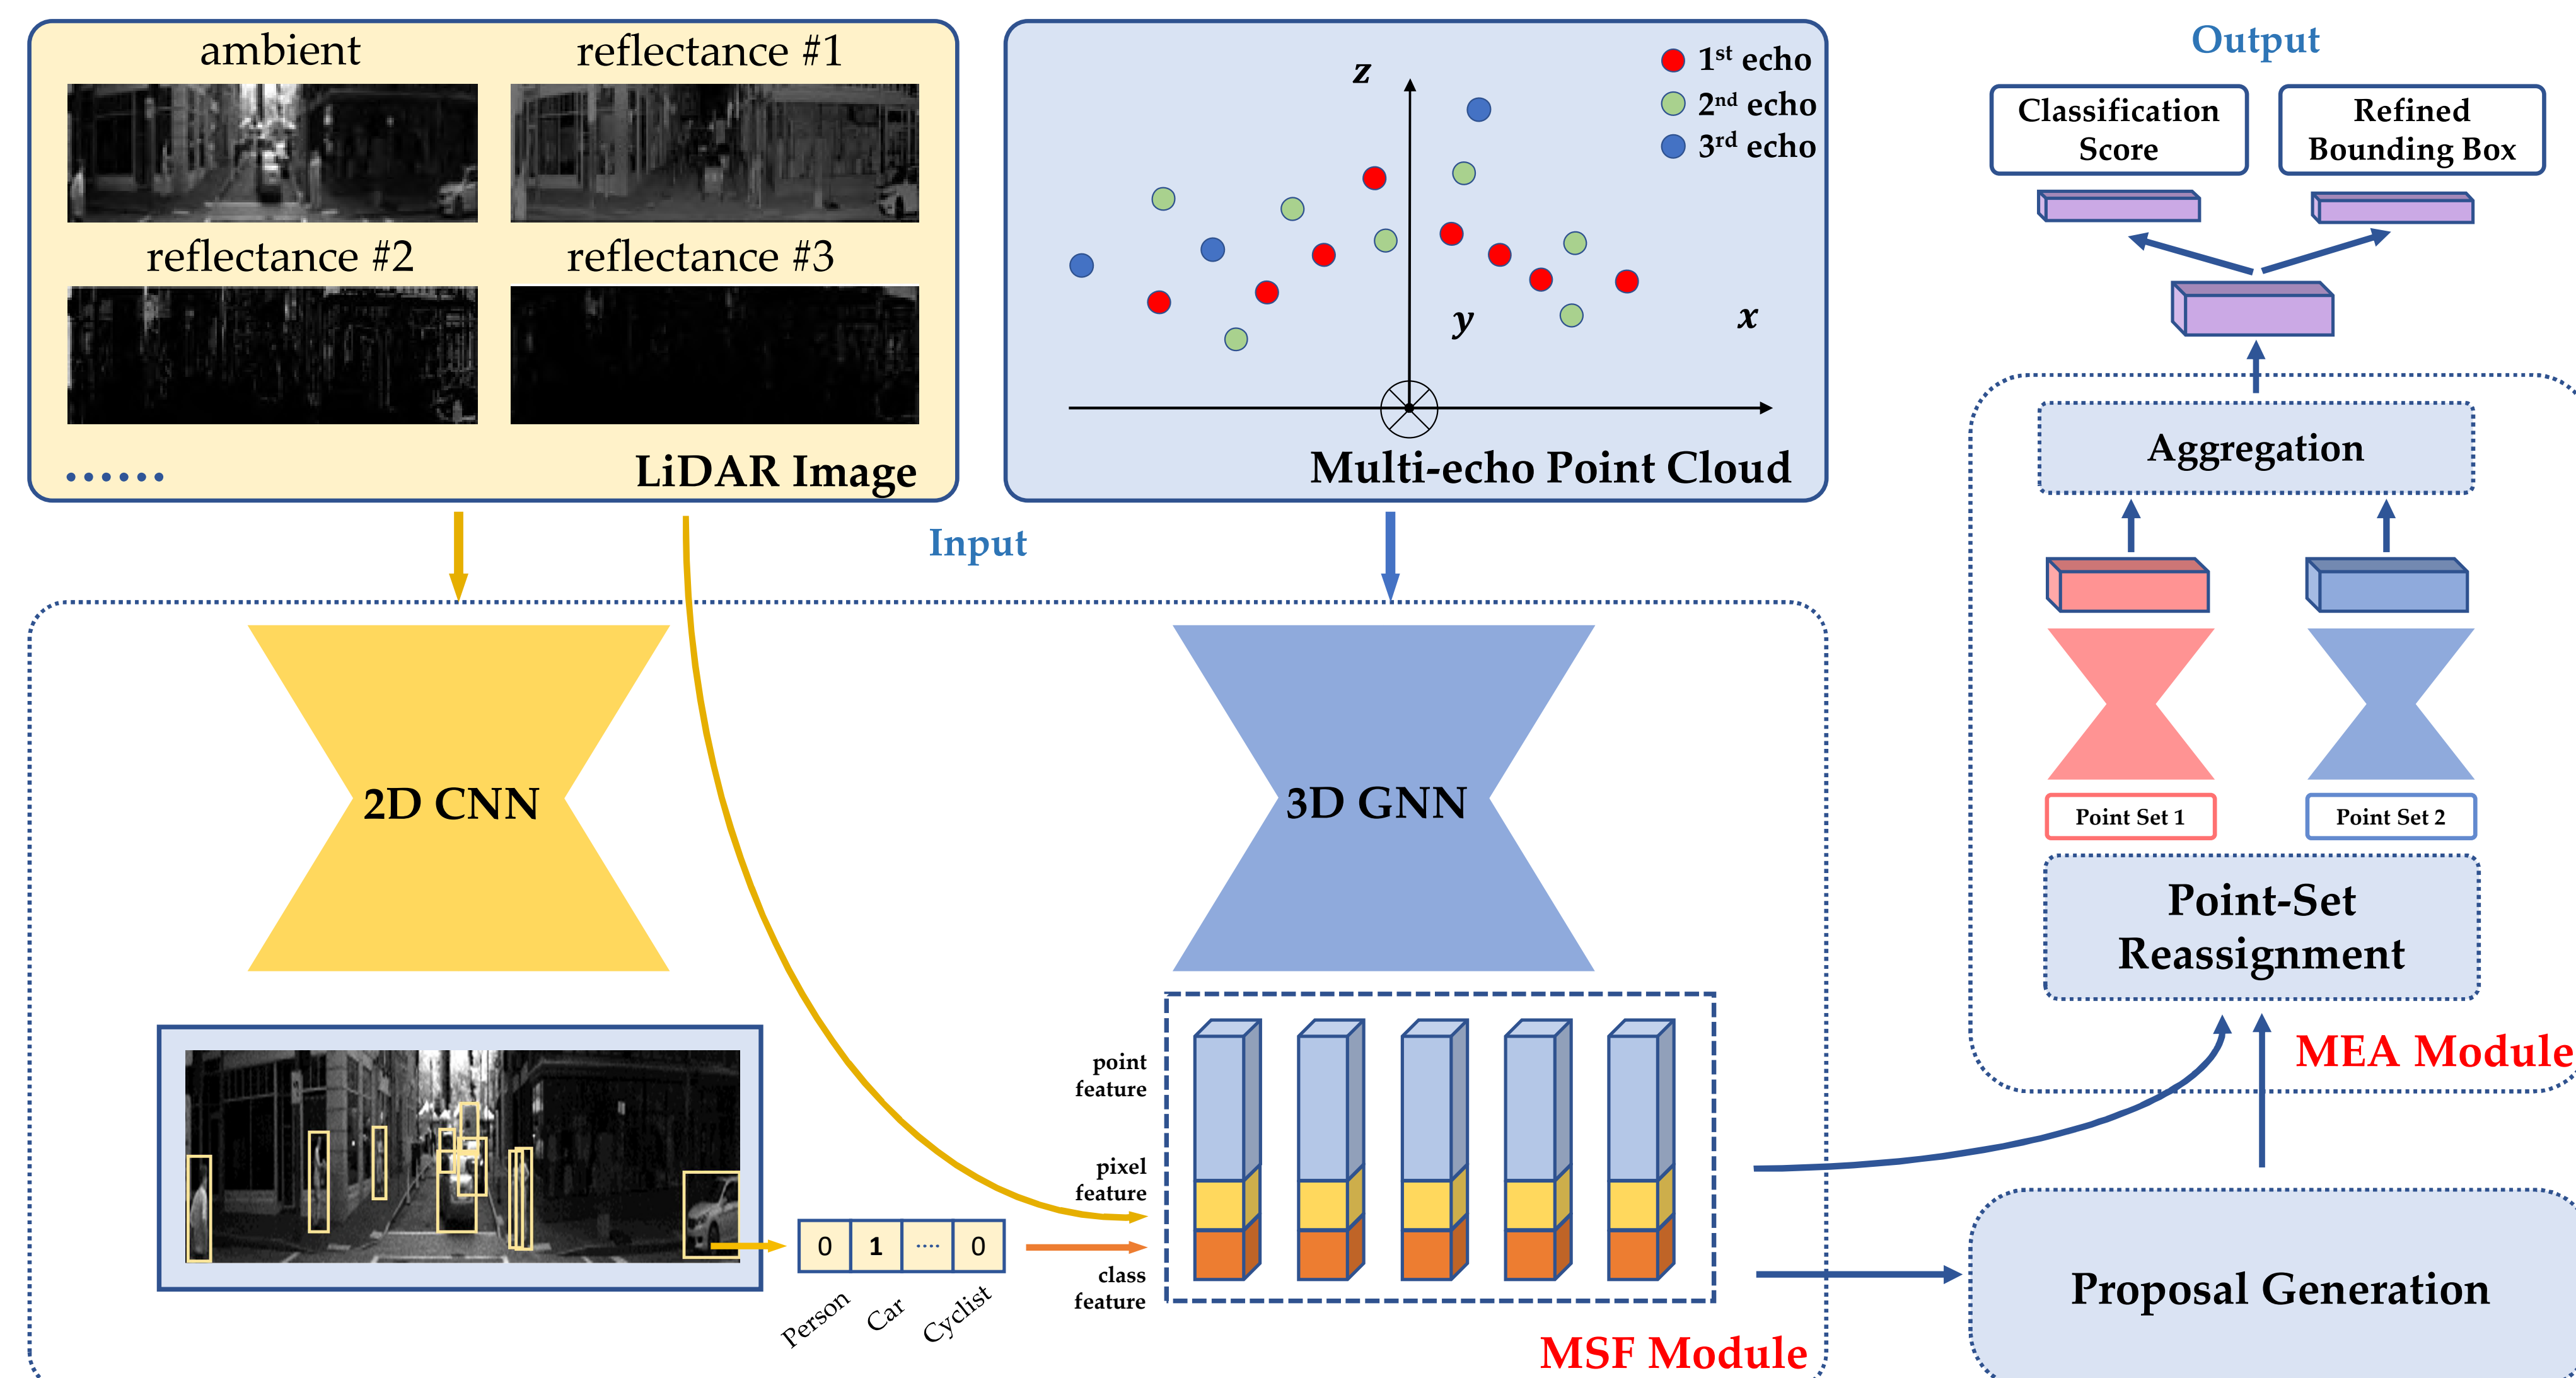 ambient
reflectance #1
reflectance #2
reflectance #3
......
LiDAR Image
1st echo
2nd echo
3rd echo
z
y
x
Multi-echo Point Cloud
Input
2D CNN
3D GNN
0 1 .... 0
Person
Car
Cyclist
point
feature
pixel
feature
class
feature
MSF Module
Output
Classification
Score
Refined
Bounding Box
Aggregation
Point Set 1
Point Set 2
Point-Set
Reassignment
MEA Module
Proposal Generation